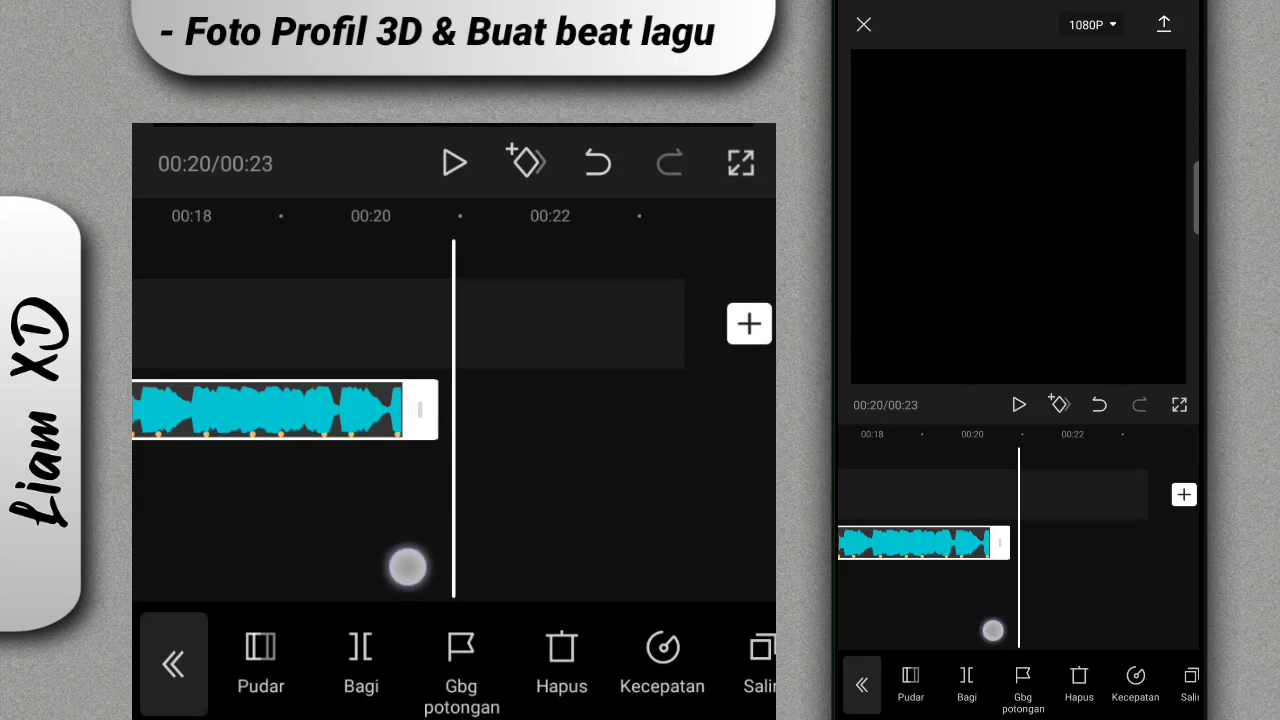 - Foto Profil 3D & Buat beat lagu
Liam XD
00:20/00:23
00:18
00:20
00:22
Pudar
Bagi
Gbg
potongan
Hapus
Kecepatan
Salin
1080P
00:20/00:23
00:18
00:20
00:22
Pudar
Bagi
Gbg
potongan
Hapus
Kecepatan
Salin